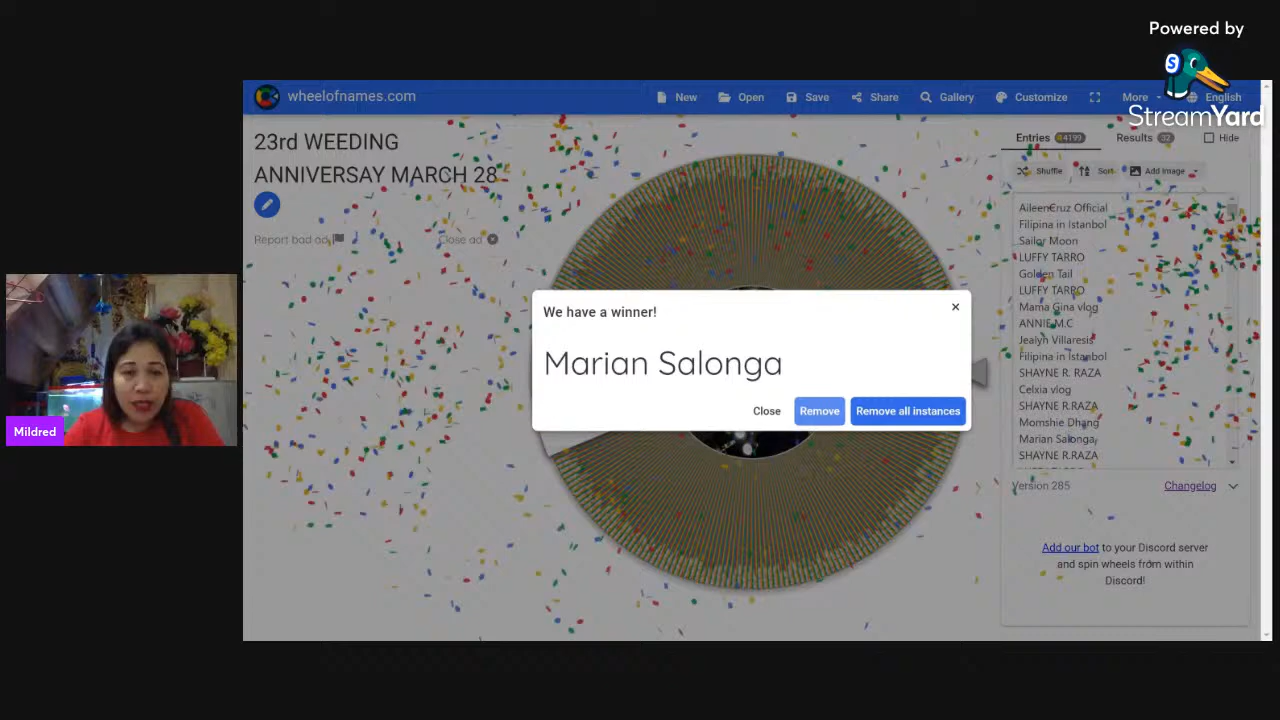 Powered by
StreamYard
wheelofnames.com
New
Open
Save
Share
Gallery
Customize
More
English
23rd WEEDING
ANNIVERSAY MARCH 28
Report bad ad
Close ad
Entries 4199
Results 32
Hide
Shuffle
Sort
Add Image
AileenCruz Official
Filipina in Istanbol
Sailor Moon
LUFFY TARRO
Golden Tail
LUFFY TARRO
Mama Gina vlog
ANNIE M.C
Jealyn Villaresis
Filipina in Istanbol
SHAYNE R. RAZA
Celxia vlog
SHAYNE R.RAZA
Momshie Dhang
Marian Salonga
SHAYNE R.RAZA
We have a winner!
Marian Salonga
Close
Remove
Remove all instances
Mildred
Version 285
Changelog
Add our bot to your Discord server
and spin wheels from within
Discord!